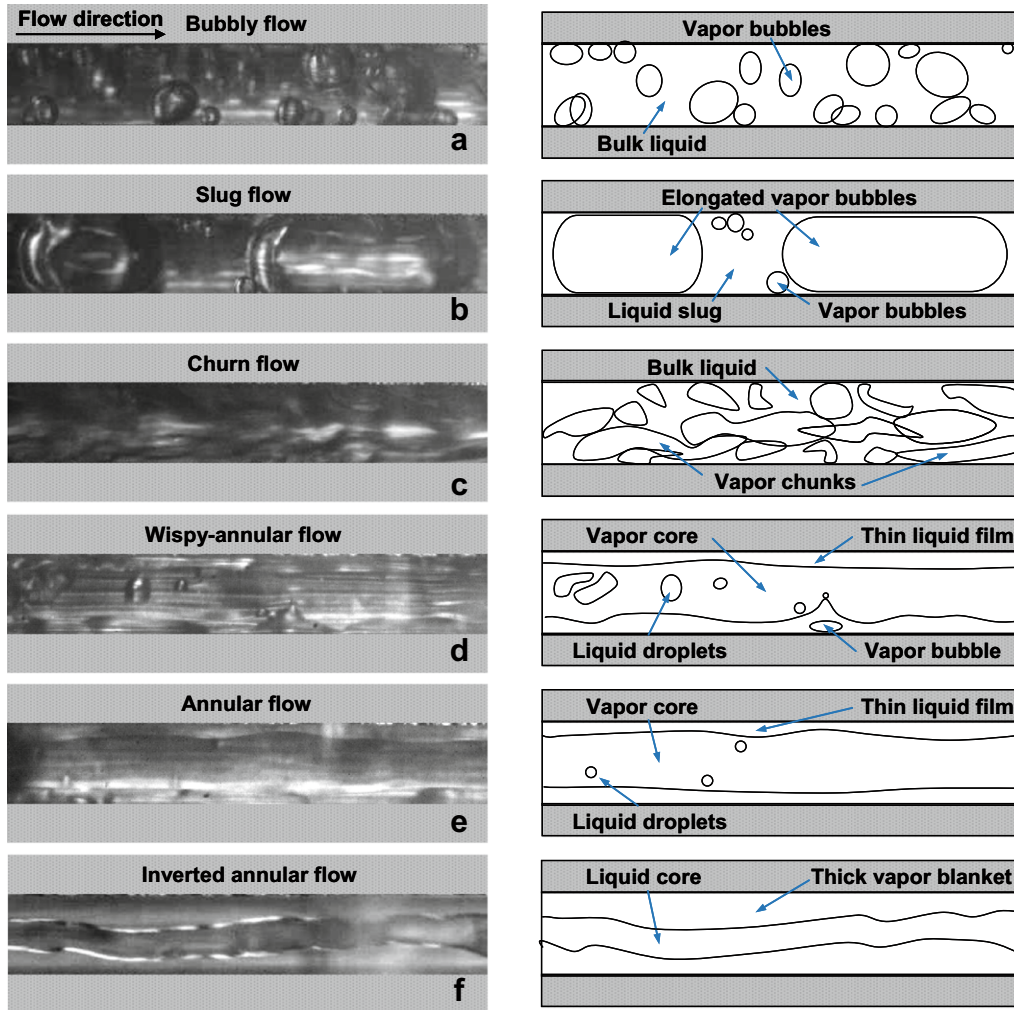 Flow direction
Bubbly flow
a
Vapor bubbles
Bulk liquid
Slug flow
b
Elongated vapor bubbles
Liquid slug
Vapor bubbles
Churn flow
c
Bulk liquid
Vapor chunks
Wispy-annular flow
d
Vapor core
Thin liquid film
Liquid droplets
Vapor bubble
Annular flow
e
Vapor core
Thin liquid film
Liquid droplets
Inverted annular flow
f
Liquid core
Thick vapor blanket